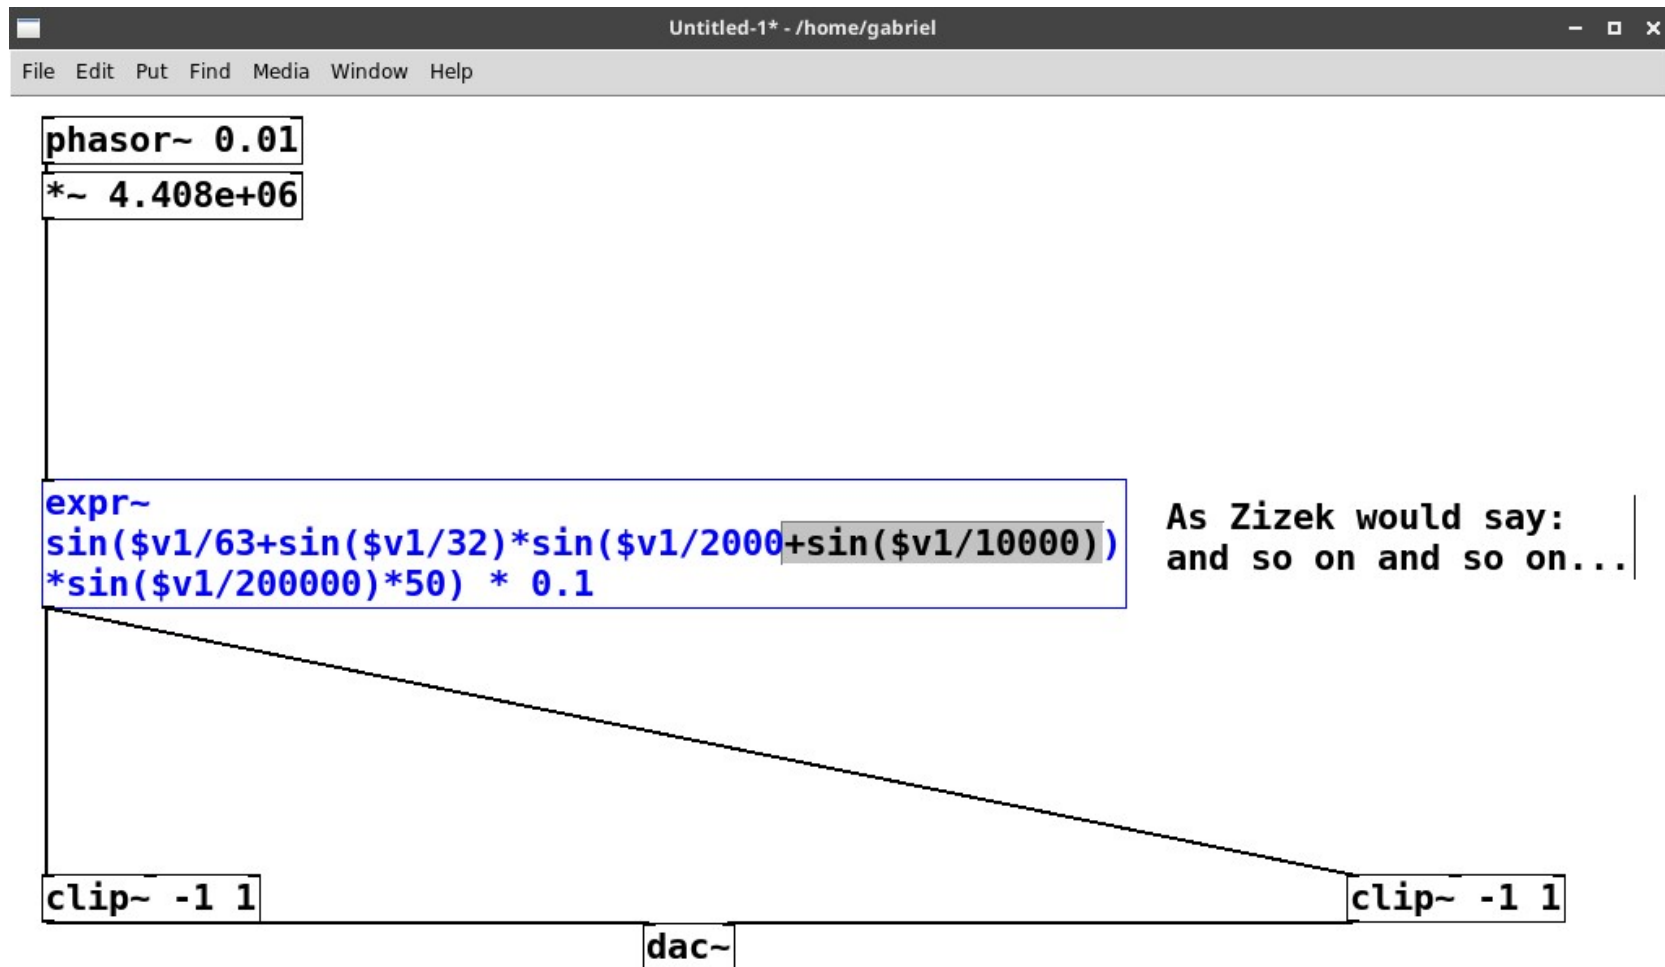 Untitled-1* - /home/gabriel
File Edit Put Find Media Window Help
phasor~ 0.01
*~ 4.408e+06
expr~
sin($v1/63+sin($v1/32)*sin($v1/2000+sin($v1/10000))
*sin($v1/200000)*50) * 0.1
As Zizek would say:
and so on and so on...
clip~ -1 1
clip~ -1 1
dac~